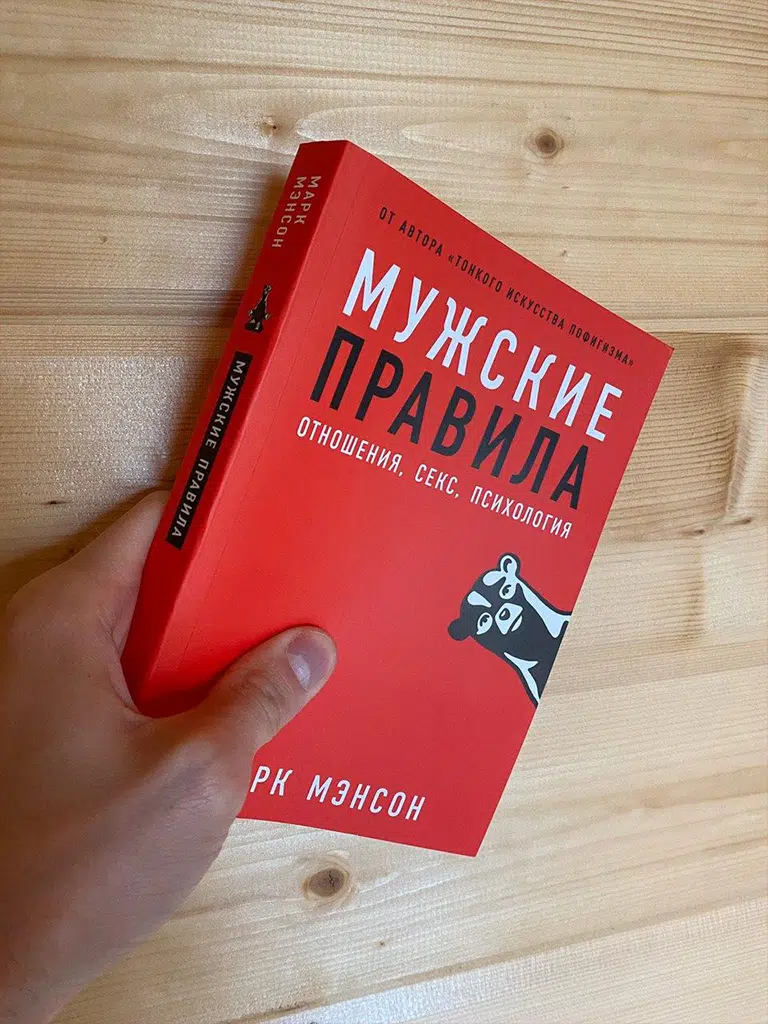 МАРК
МЭНСОН
МУЖСКИЕ ПРАВИЛА
ОТ АВТОРА «ТОНКОГО ИСКУССТВА ПОФИГИЗМА»
МУЖСКИЕ
ПРАВИЛА
ОТНОШЕНИЯ, СЕКС, ПСИХОЛОГИЯ
РК МЭНСОН